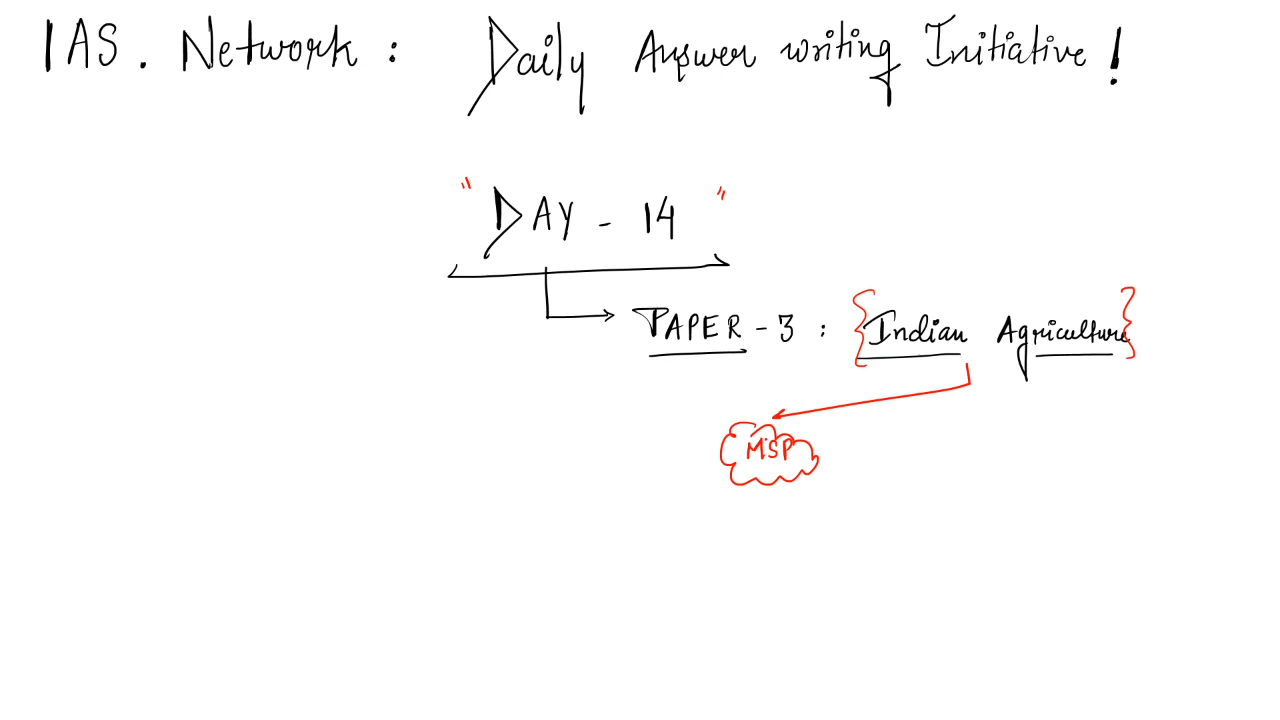 IAS. Network : Daily Answer writing Initiative !
" DAY - 14 "
PAPER - 3 : {Indian Agriculture}
MSP